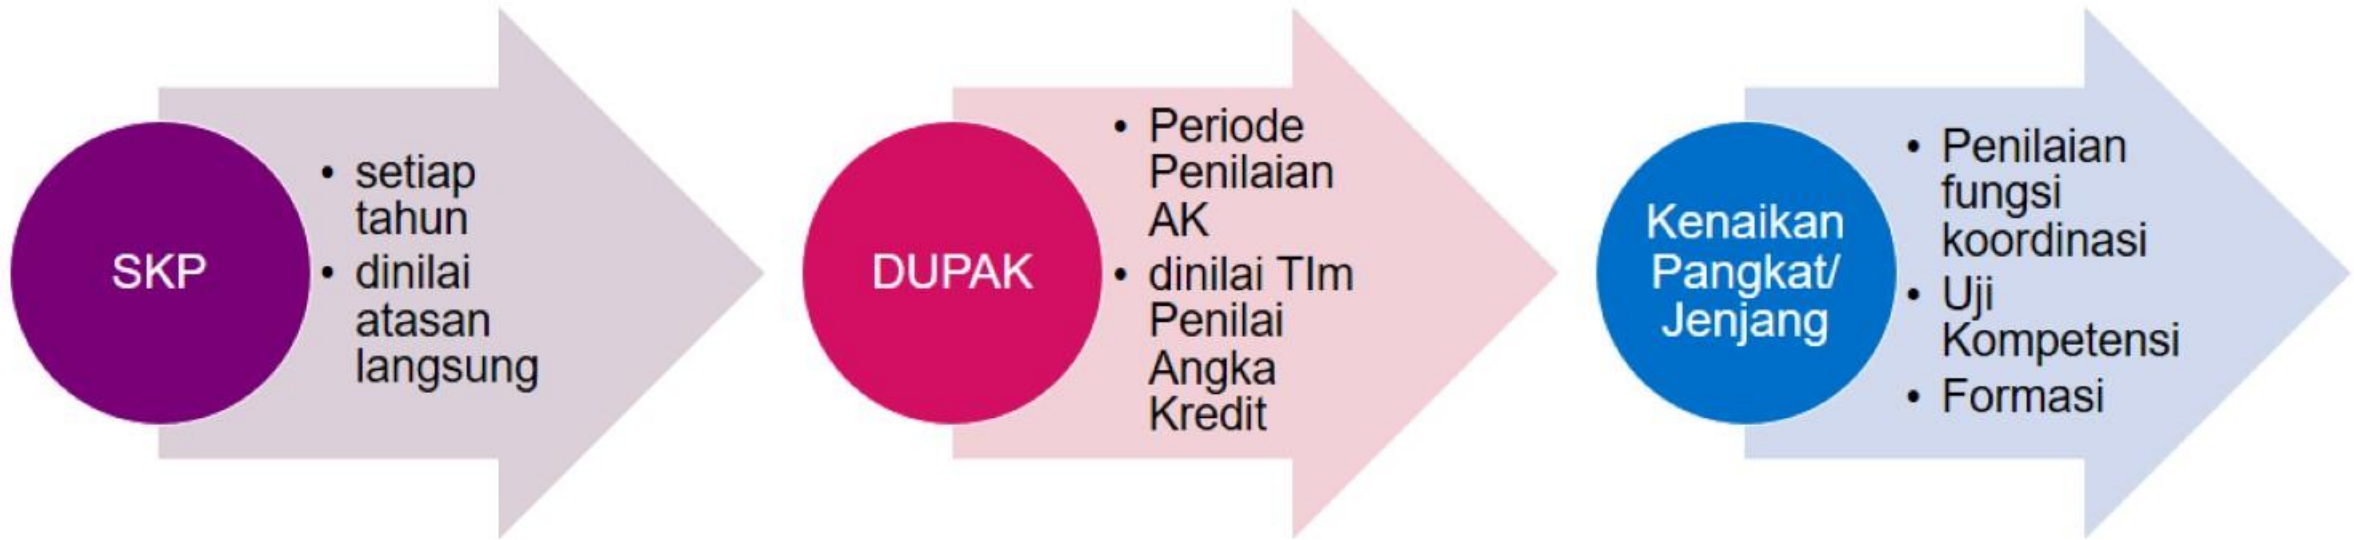 SKP
• setiap
tahun
• dinilai
atasan
langsung
DUPAK
• Periode
Penilaian
AK
• dinilai TIm
Penilai
Angka
Kredit
Kenaikan
Pangkat/
Jenjang
• Penilaian
fungsi
koordinasi
• Uji
Kompetensi
• Formasi